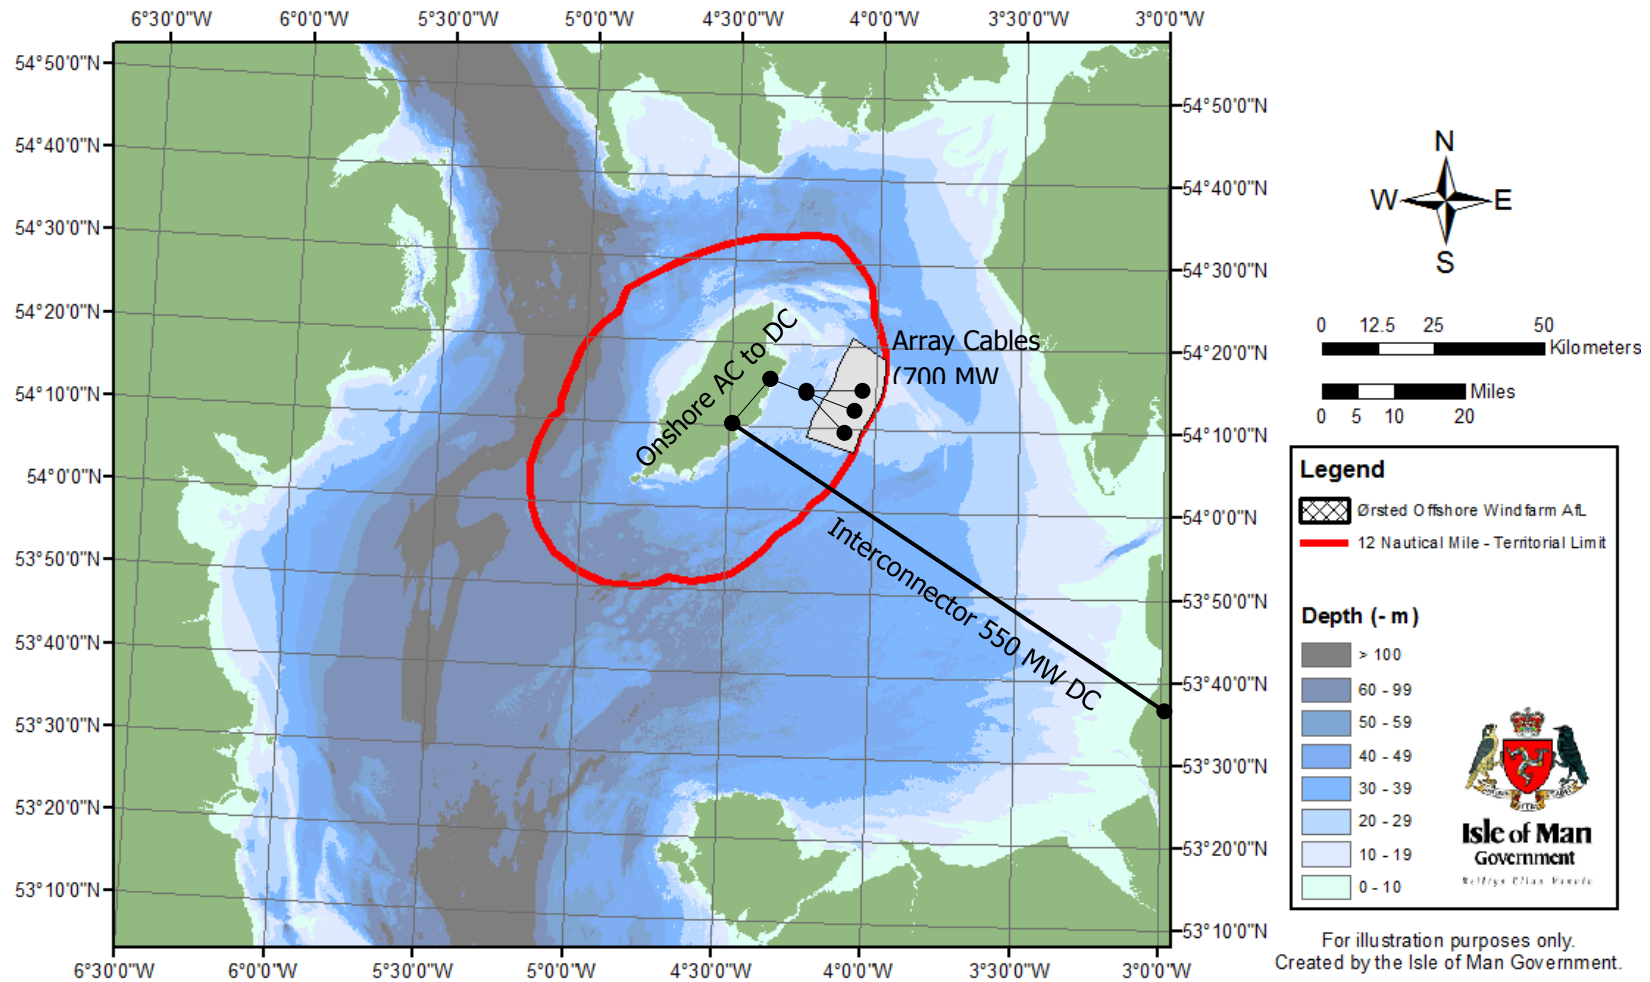 6°30'0"W 6°0'0"W 5°30'0"W 5°0'0"W 4°30'0"W 4°0'0"W 3°30'0"W 3°0'0"W
54°50'0"N
54°40'0"N
54°30'0"N
54°20'0"N
54°10'0"N
54°0'0"N
53°50'0"N
53°40'0"N
53°30'0"N
53°20'0"N
53°10'0"N
Onshore AC to DC
Array Cables
(700 MW
Interconnector 550 MW DC
54°50'0"N
54°40'0"N
54°30'0"N
54°20'0"N
54°10'0"N
54°0'0"N
53°50'0"N
53°40'0"N
53°30'0"N
53°20'0"N
53°10'0"N
6°30'0"W 6°0'0"W 5°30'0"W 5°0'0"W 4°30'0"W 4°0'0"W 3°30'0"W 3°0'0"W
N
W E
S
0 12.5 25 50
Kilometers
Miles
0 5 10 20
Legend
Ørsted Offshore Windfarm AfL
12 Nautical Mile - Territorial Limit
Depth (- m)
> 100
60 - 99
50 - 59
40 - 49
30 - 39
20 - 29
10 - 19
0 - 10
Isle of Man
Government
For illustration purposes only.
Created by the Isle of Man Government.